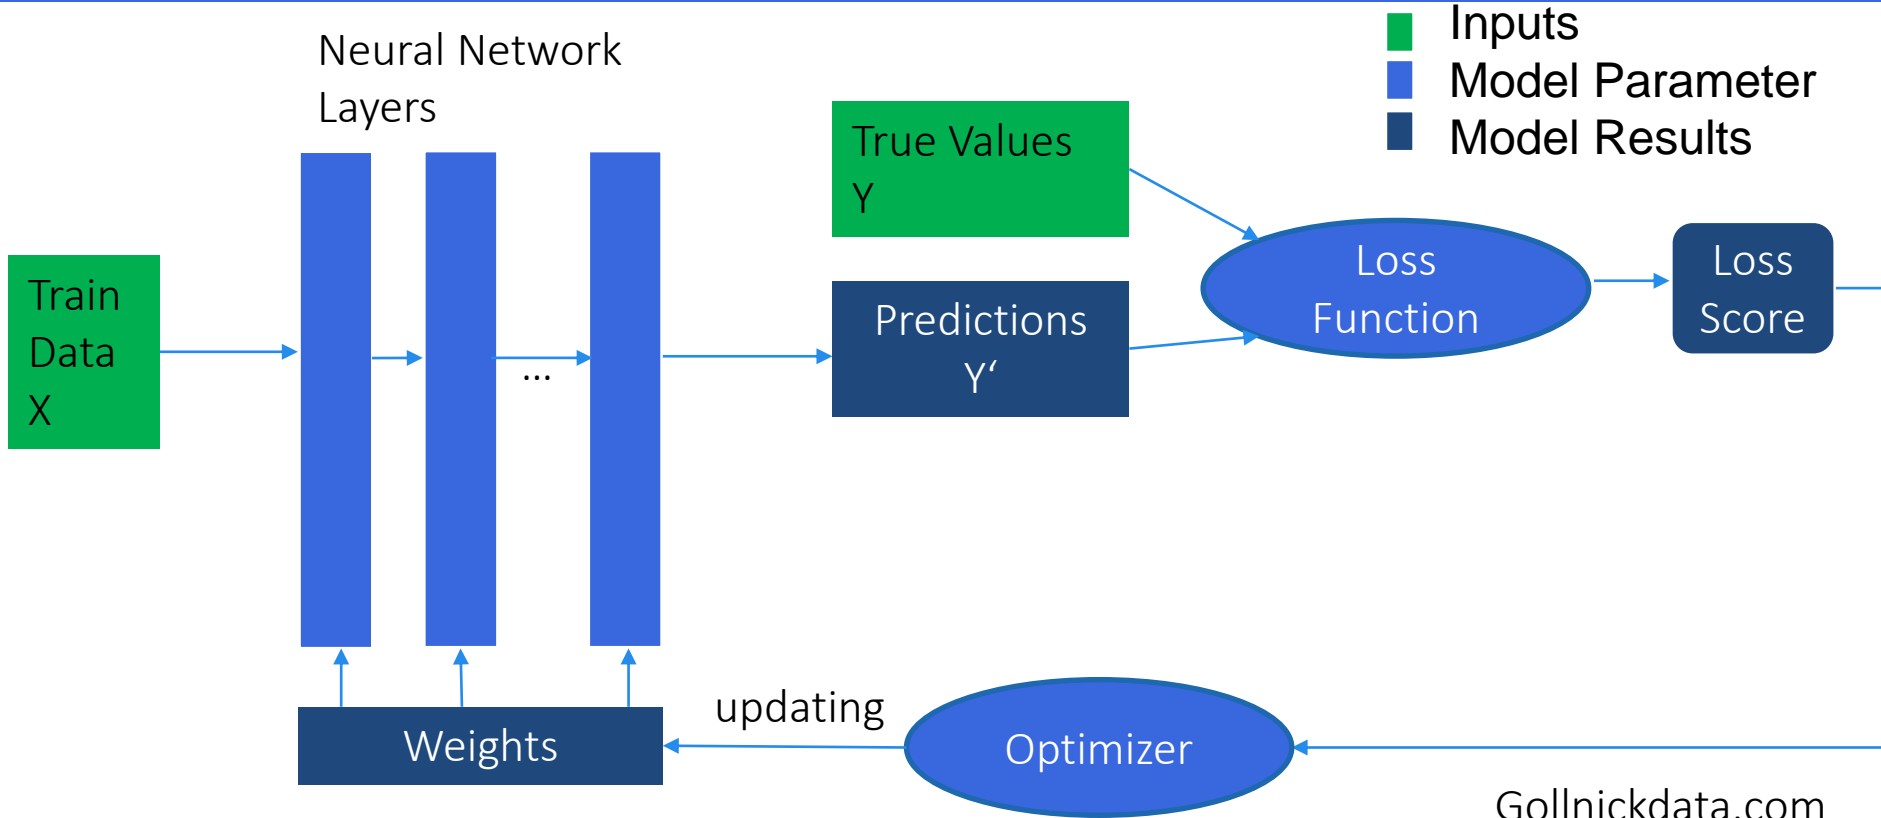 Inputs
Model Parameter
Model Results
Neural Network
Layers
True Values
Y
Train
Data
X
...
Predictions
Y‘
Loss
Function
Loss
Score
updating
Weights
Optimizer
Gollnickdata.com